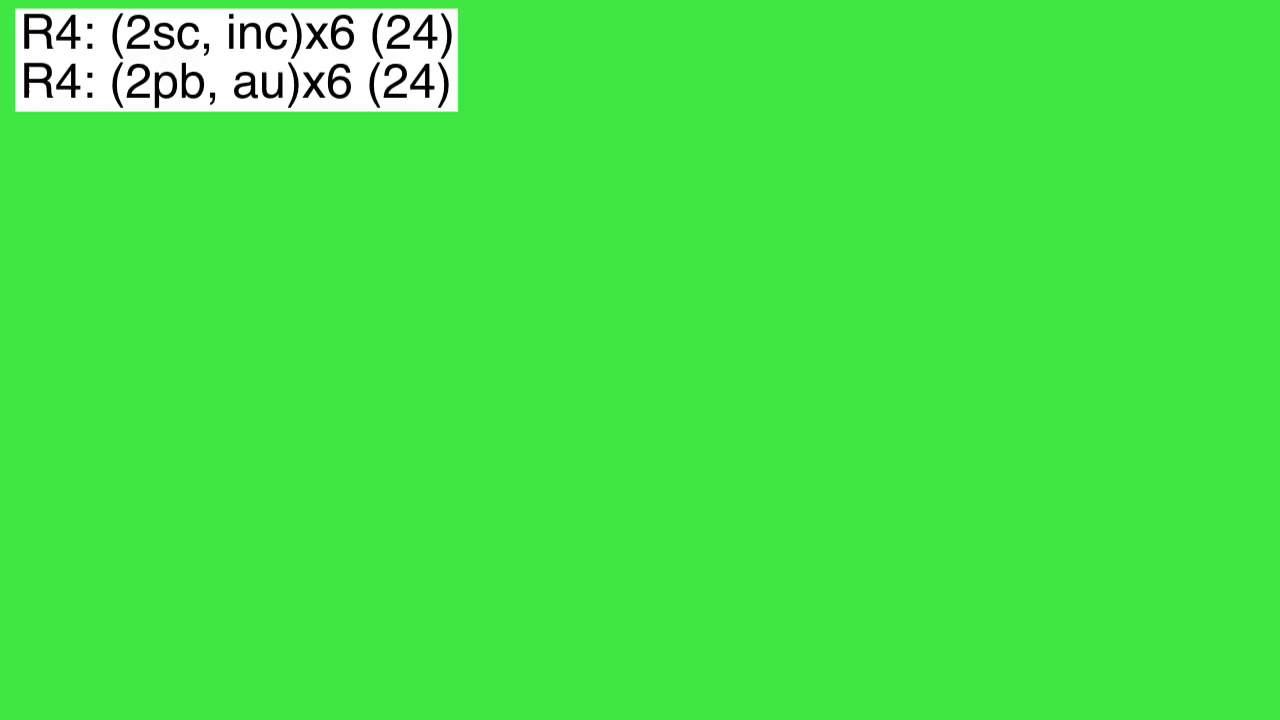 R4: (2sc, inc)x6 (24)
R4: (2pb, au)x6 (24)